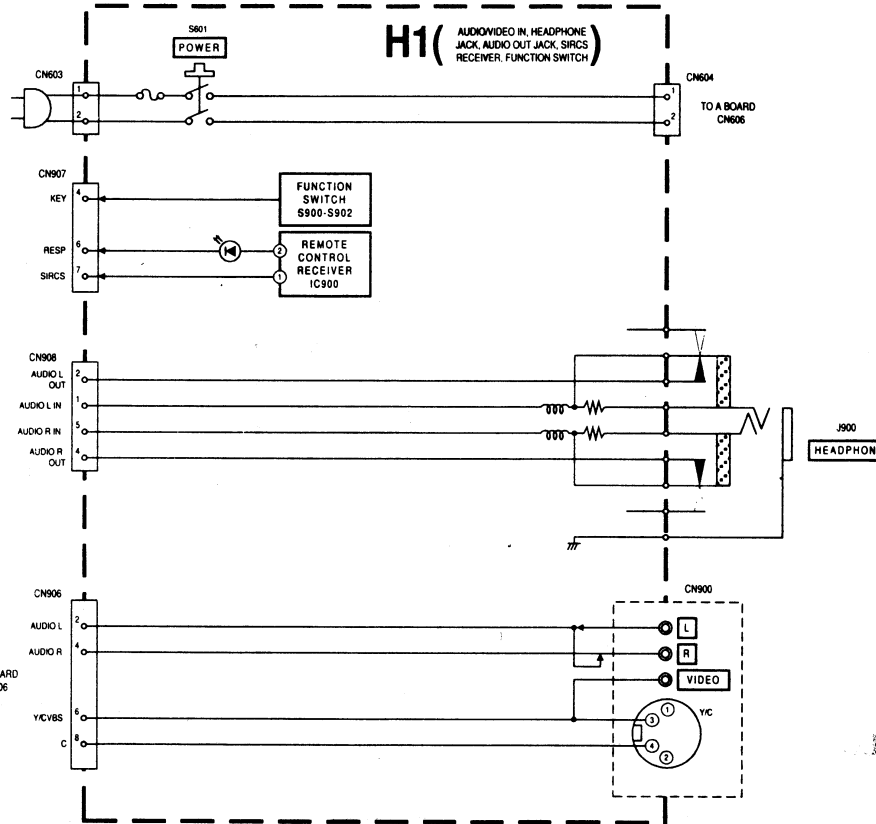 S601
POWER
H1 (AUDIO/VIDEO IN, HEADPHONE
JACK, AUDIO OUT JACK, SIRCS
RECEIVER, FUNCTION SWITCH)
CN603
1
2
CN604
1
2
TO A BOARD
CN606
CN907
KEY
4
FUNCTION
SWITCH
S900-S902
RESP
6
2
REMOTE
CONTROL
RECEIVER
IC900
SIRCS
7
1
CN908
AUDIO L
OUT
2
AUDIO L IN
1
AUDIO R IN
5
AUDIO R
OUT
4
J900
HEADPHON
CN906
AUDIO L
2
AUDIO R
4
ARD
06
Y/CVBS
6
C
8
CN900
L
R
VIDEO
Y/C
1
3
4
2